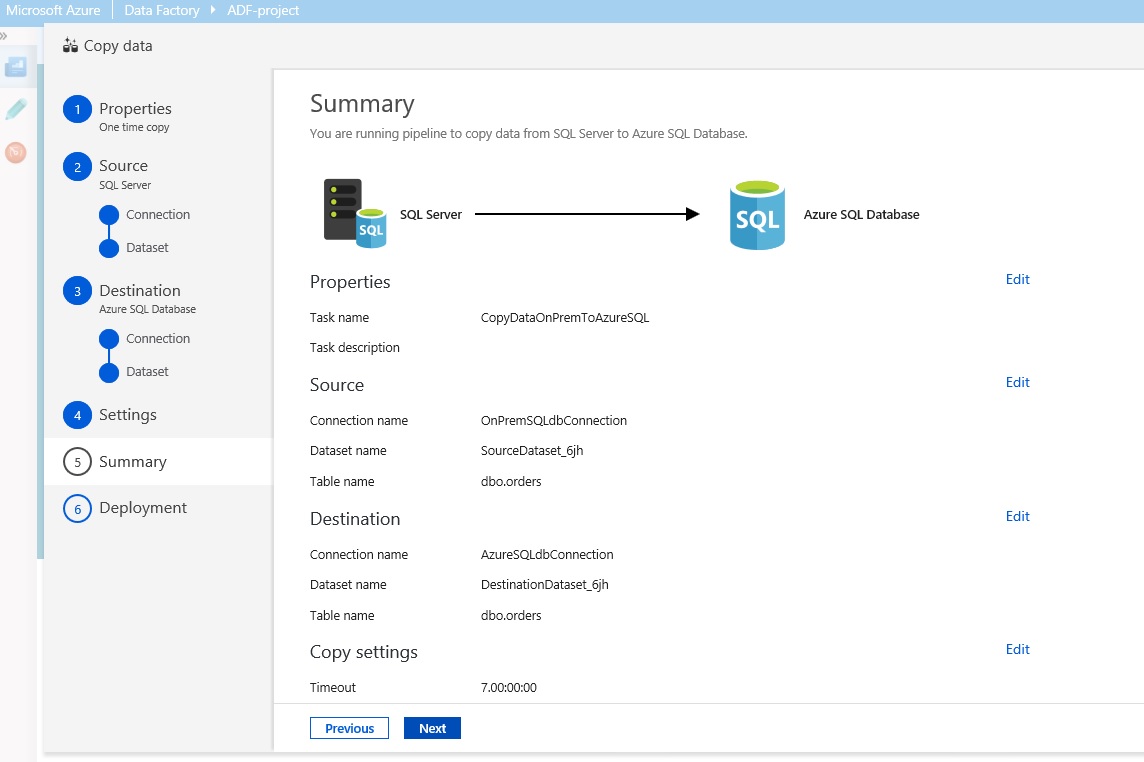 Microsoft Azure Data Factory ADF-project
»
Copy data
1 Properties
One time copy
2 Source
SQL Server
Connection
Dataset
3 Destination
Azure SQL Database
Connection
Dataset
4 Settings
5 Summary
6 Deployment
Summary
You are running pipeline to copy data from SQL Server to Azure SQL Database.
SQL SQL Server SQL Azure SQL Database
Properties Edit
Task name CopyDataOnPremToAzureSQL
Task description
Source Edit
Connection name OnPremSQLdbConnection
Dataset name SourceDataset_6jh
Table name dbo.orders
Destination Edit
Connection name AzureSQLdbConnection
Dataset name DestinationDataset_6jh
Table name dbo.orders
Copy settings Edit
Timeout 7.00:00:00
Previous Next